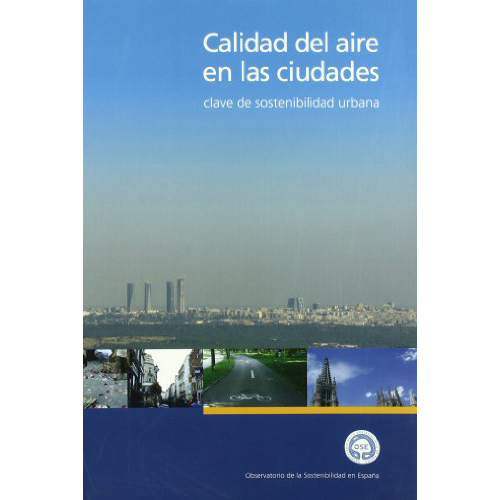 Calidad del aire
en las ciudades
clave de sostenibilidad urbana
OSE
Observatorio de la Sostenibilidad en España